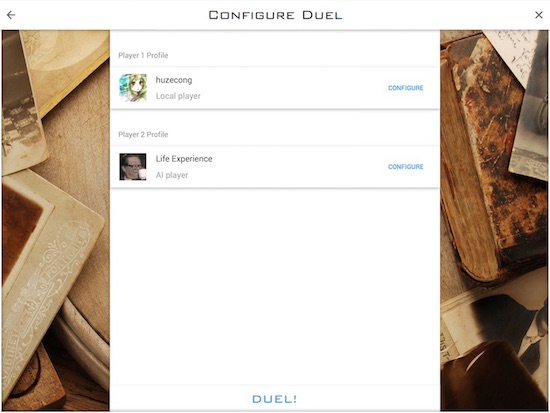 Configure Duel
Player 1 Profile
huzecong
Local player
CONFIGURE
Player 2 Profile
Life Experience
AI player
CONFIGURE
DUEL!